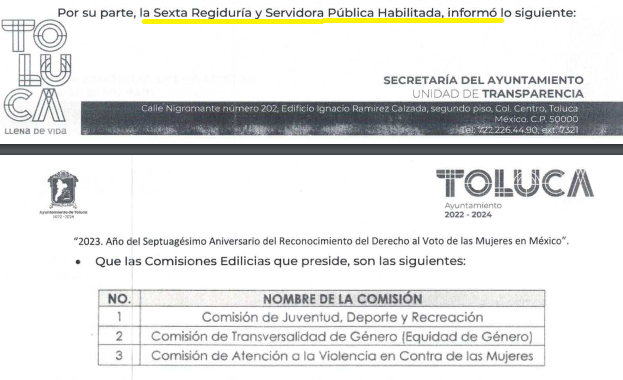 Por su parte, la Sexta Regiduría y Servidora Pública Habilitada, informó lo siguiente:
TOLUCA
LLENA DE VIDA
SECRETARÍA DEL AYUNTAMIENTO
UNIDAD DE TRANSPARENCIA
Calle Nigromante número 202, Edificio Ignacio Ramírez Calzada, segundo piso, Col. Centro, Toluca
México. C.P. 50000
Tel: 722 226 44 90, ext. 7321
Ayuntamiento de Toluca
2022 - 2024
TOLUCA
Ayuntamiento
2022 - 2024
"2023. Año del Septuagésimo Aniversario del Reconocimiento del Derecho al Voto de las Mujeres en México".
• Que las Comisiones Edilicias que preside, son las siguientes:
NO. NOMBRE DE LA COMISIÓN
1 Comisión de Juventud, Deporte y Recreación
2 Comisión de Transversalidad de Género (Equidad de Género)
3 Comisión de Atención a la Violencia en Contra de las Mujeres